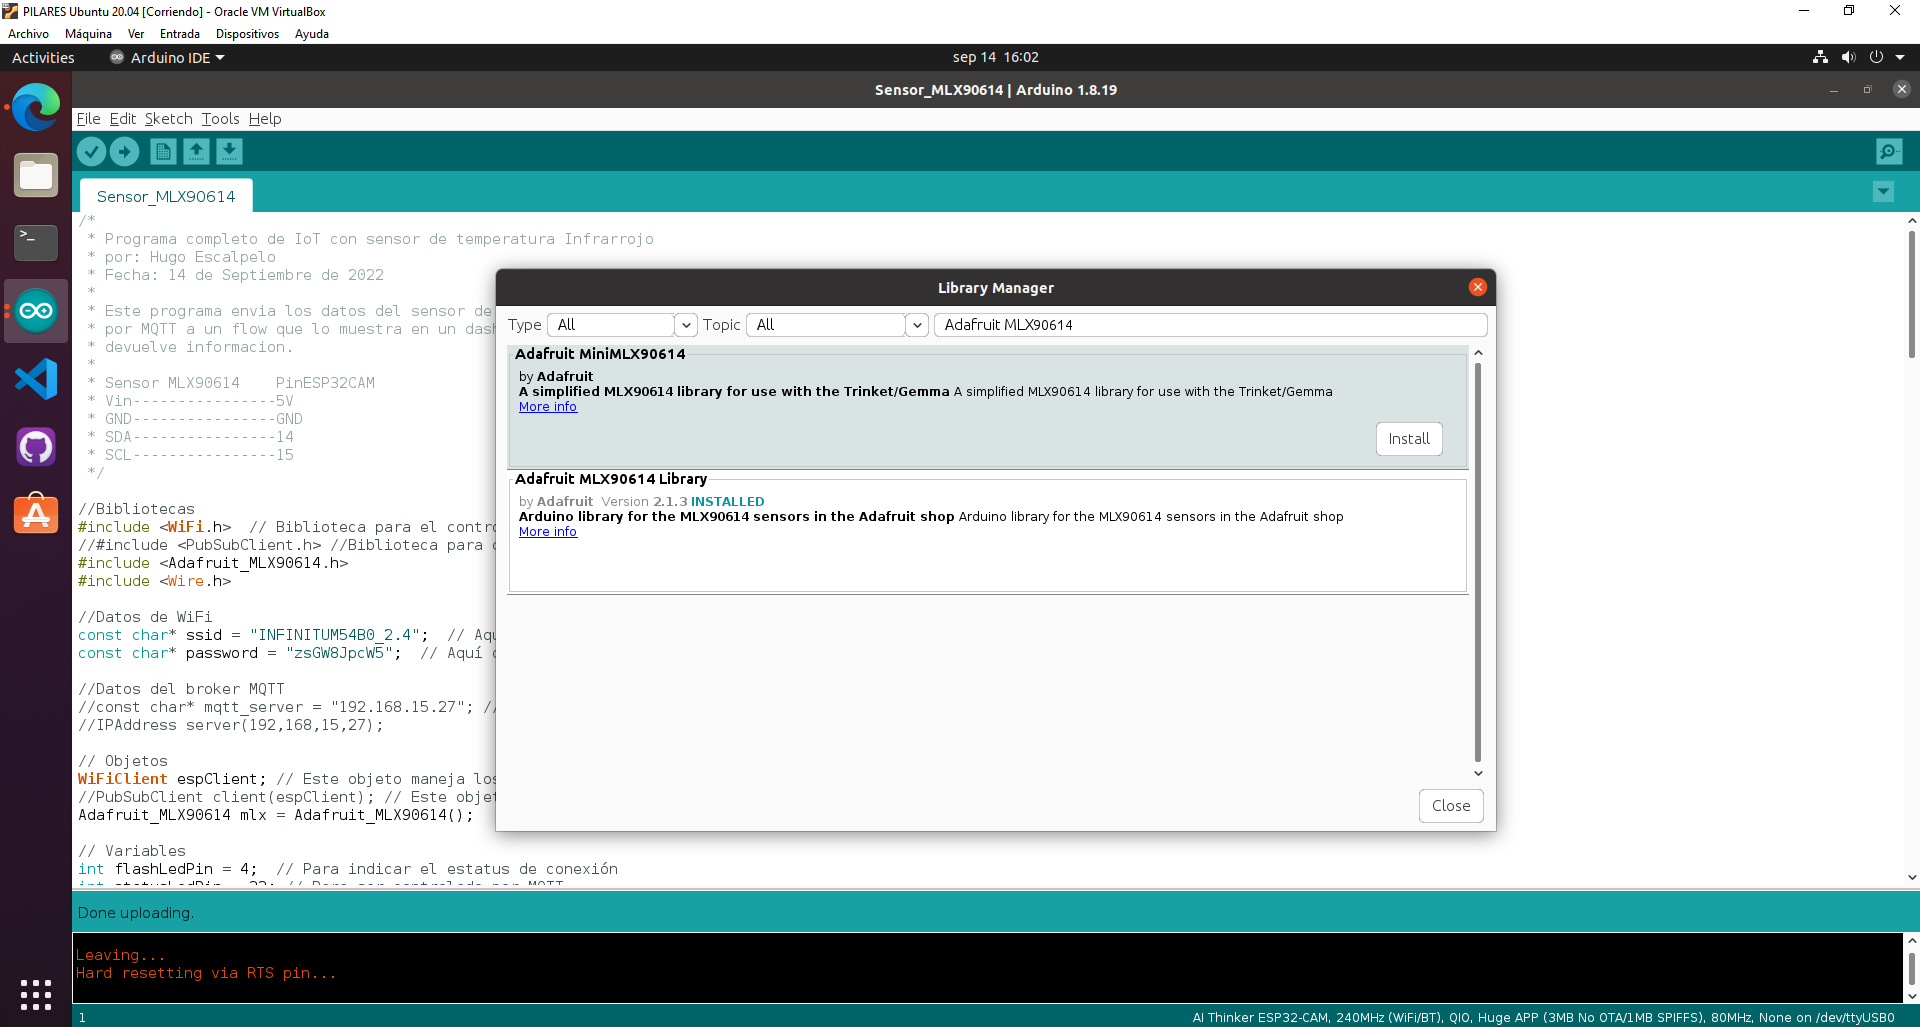 PILARES Ubuntu 20.04 [Corriendo] - Oracle VM VirtualBox
Archivo Máquina Ver Entrada Dispositivos Ayuda
Activities Arduino IDE sep 14 16:02
Sensor_MLX90614 | Arduino 1.8.19
File Edit Sketch Tools Help
Sensor_MLX90614
/*
* Programa completo de IoT con sensor de temperatura Infrarrojo
* por: Hugo Escalpelo
* Fecha: 14 de Septiembre de 2022
*
* Este programa envia los datos del sensor de
* por MQTT a un flow que lo muestra en un dash
* devuelve informacion.
*
* Sensor MLX90614    PinESP32CAM
* Vin----------------5V
* GND----------------GND
* SDA----------------14
* SCL----------------15
*/
//Bibliotecas
#include <WiFi.h>  // Biblioteca para el contro
//#include <PubSubClient.h> //Biblioteca para
#include <Adafruit_MLX90614.h>
#include <Wire.h>
//Datos de WiFi
const char* ssid = "INFINITUM54B0_2.4";  // Aqu
const char* password = "zsGW8JpcW5";  // Aquí
//Datos del broker MQTT
//const char* mqtt_server = "192.168.15.27"; //
//IPAddress server(192,168,15,27);
// Objetos
WiFiClient espClient; // Este objeto maneja los
//PubSubClient client(espClient); // Este objet
Adafruit_MLX90614 mlx = Adafruit_MLX90614();
// Variables
int flashLedPin = 4;  // Para indicar el estatus de conexión
Library Manager
Type All Topic All Adafruit MLX90614
Adafruit MiniMLX90614
by Adafruit
A simplified MLX90614 library for use with the Trinket/Gemma A simplified MLX90614 library for use with the Trinket/Gemma
More info
Install
Adafruit MLX90614 Library
by Adafruit Version 2.1.3 INSTALLED
Arduino library for the MLX90614 sensors in the Adafruit shop Arduino library for the MLX90614 sensors in the Adafruit shop
More info
Close
Done uploading.
Leaving...
Hard resetting via RTS pin...
1
AI Thinker ESP32-CAM, 240MHz (WiFi/BT), QIO, Huge APP (3MB No OTA/1MB SPIFFS), 80MHz, None on /dev/ttyUSB0